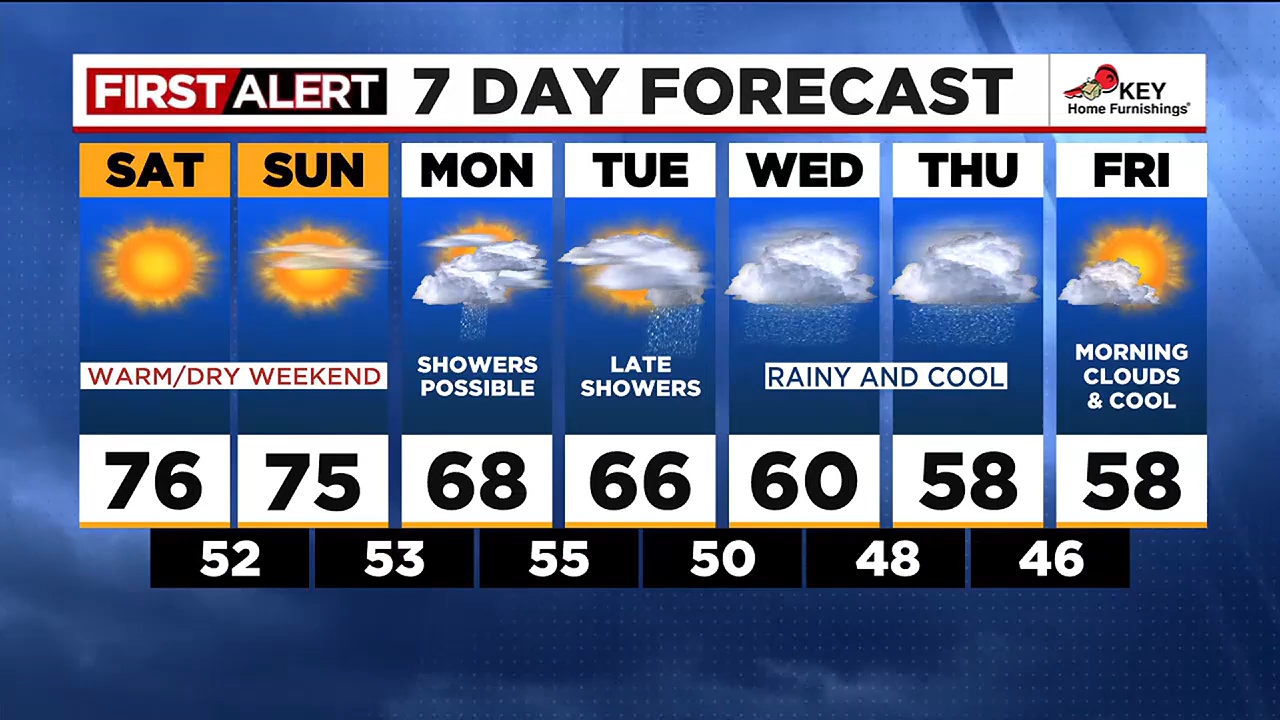 FIRST ALERT 7 DAY FORECAST
KEY
Home Furnishings®
SAT SUN MON TUE WED THU FRI
WARM/DRY WEEKEND
SHOWERS
POSSIBLE
LATE
SHOWERS
RAINY AND COOL
MORNING
CLOUDS
& COOL
76 75 68 66 60 58 58
52 53 55 50 48 46